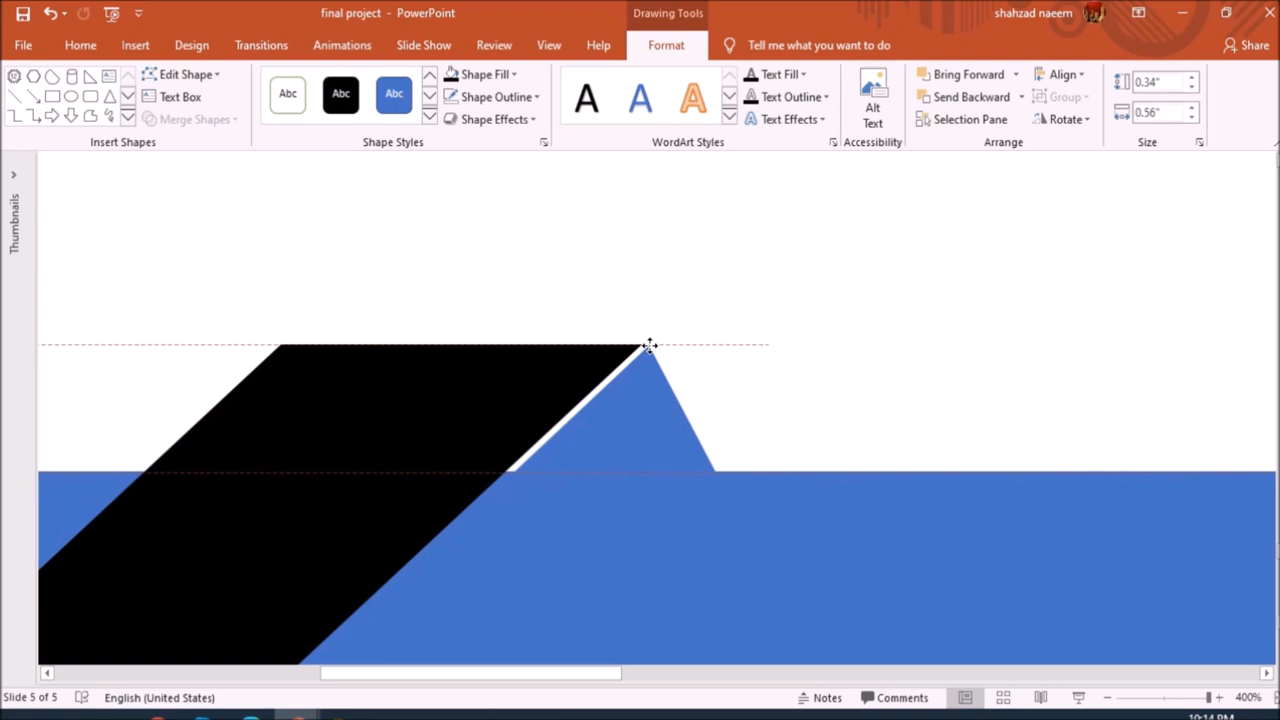 final project - PowerPoint
Drawing Tools
shahzad naeem
File Home Insert Design Transitions Animations Slide Show Review View Help Format Tell me what you want to do Share
Edit Shape
Text Box
Merge Shapes
Insert Shapes
Abc Abc Abc
Shape Fill
Shape Outline
Shape Effects
Shape Styles
A A A
Text Fill
Text Outline
Text Effects
WordArt Styles
Alt
Text
Accessibility
Bring Forward
Send Backward
Selection Pane
Align
Group
Rotate
Arrange
0.34"
0.56"
Size
Thumbnails
Slide 5 of 5 English (United States) Notes Comments 400%
10:14 PM